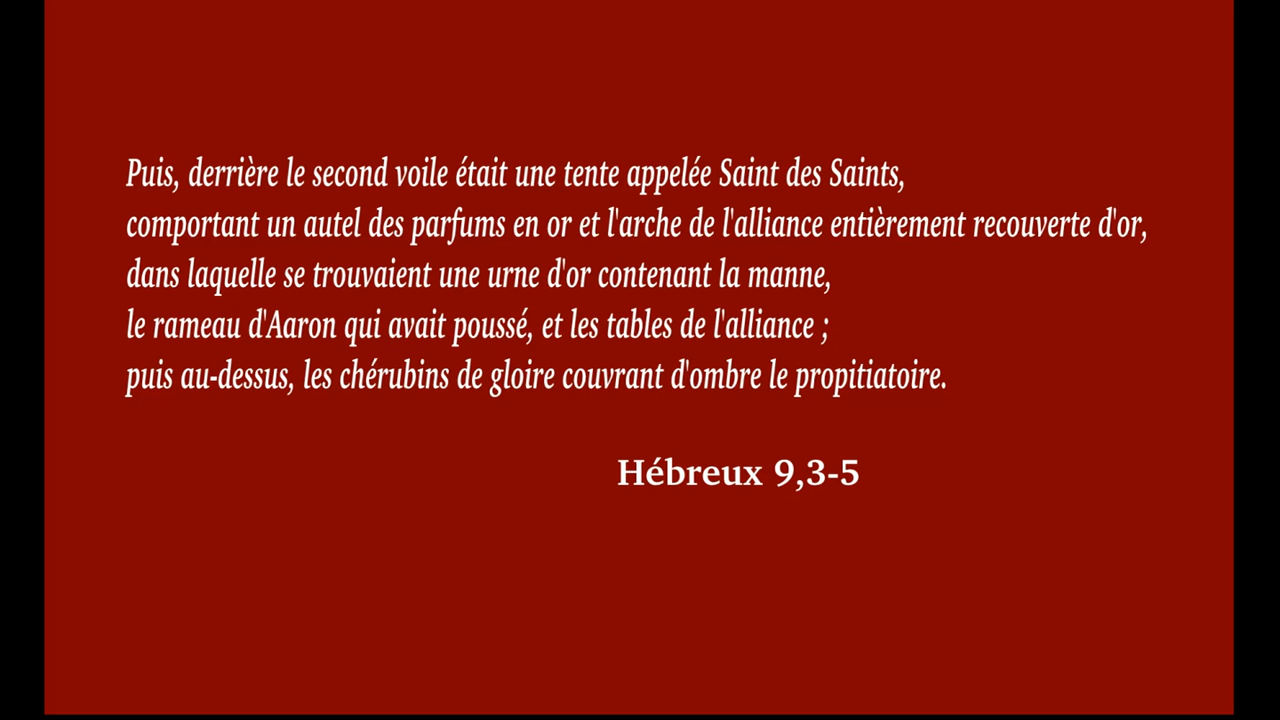 Puis, derrière le second voile était une tente appelée Saint des Saints,
comportant un autel des parfums en or et l'arche de l'alliance entièrement recouverte d'or,
dans laquelle se trouvaient une urne d'or contenant la manne,
le rameau d'Aaron qui avait poussé, et les tables de l'alliance ;
puis au-dessus, les chérubins de gloire couvrant d'ombre le propitiatoire.
Hébreux 9,3-5